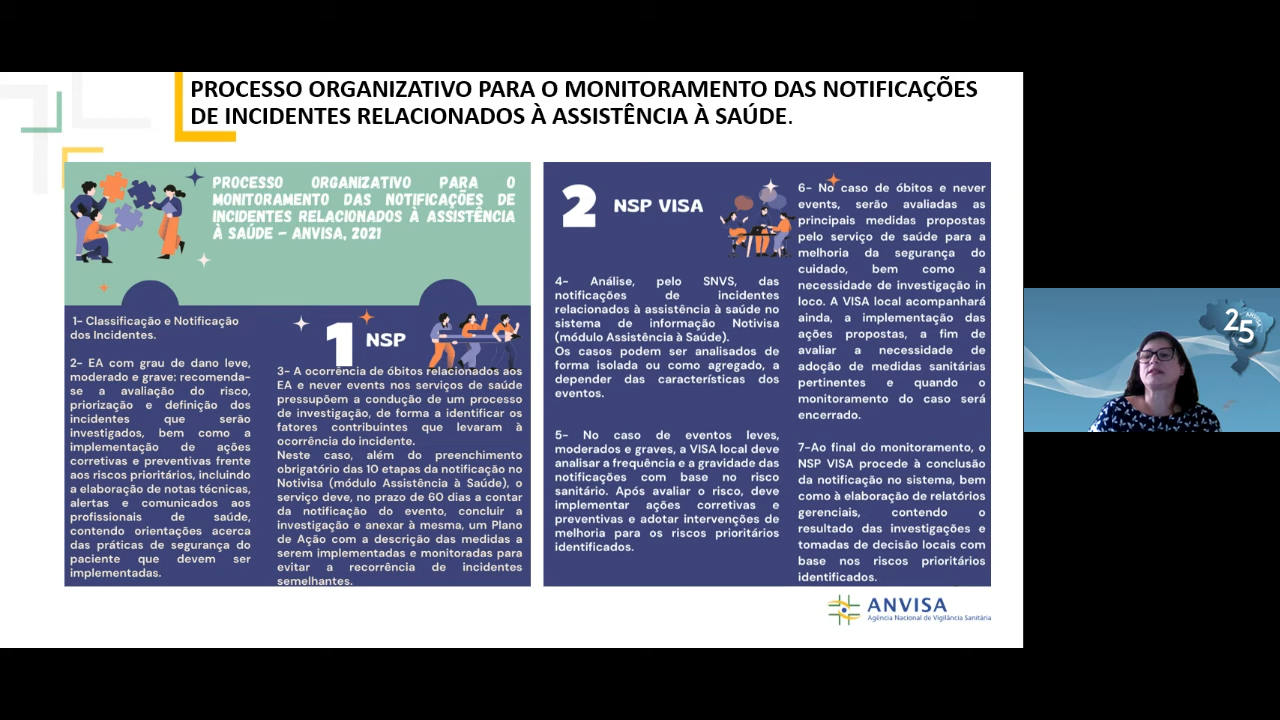 PROCESSO ORGANIZATIVO PARA O MONITORAMENTO DAS NOTIFICAÇÕES
DE INCIDENTES RELACIONADOS À ASSISTÊNCIA À SAÚDE.
PROCESSO ORGANIZATIVO PARA O
MONITORAMENTO DAS NOTIFICAÇÕES DE
INCIDENTES RELACIONADOS À ASSISTÊNCIA
À SAÚDE – ANVISA, 2021
1- Classificação e Notificação
dos Incidentes.
2- EA com grau de dano leve,
moderado e grave: recomenda-
se a avaliação do risco,
priorização e definição dos
incidentes que serão
investigados, bem como a
implementação de ações
corretivas e preventivas frente
aos riscos prioritários, incluindo
a elaboração de notas técnicas,
alertas e comunicados aos
profissionais de saúde,
contendo orientações acerca
das práticas de segurança do
paciente que devem ser
implementadas.
1 NSP
3- A ocorrência de óbitos relacionados aos
EA e never events nos serviços de saúde
pressupõem a condução de um processo
de investigação, de forma a identificar os
fatores contribuintes que levaram à
ocorrência do incidente.
Neste caso, além do preenchimento
obrigatório das 10 etapas da notificação no
Notivisa (módulo Assistência à Saúde), o
serviço deve, no prazo de 60 dias a contar
da notificação do evento, concluir a
investigação e anexar à mesma, um Plano
de Ação com a descrição das medidas a
serem implementadas e monitoradas para
evitar a recorrência de incidentes
semelhantes.
2 NSP VISA
4- Análise, pelo SNVS, das
notificações de incidentes
relacionados à assistência à saúde no
sistema de informação Notivisa
(módulo Assistência à Saúde).
Os casos podem ser analisados de
forma isolada ou como agregado, a
depender das características dos
eventos.
5- No caso de eventos leves,
moderados e graves, a VISA local deve
analisar a frequência e a gravidade das
notificações com base no risco
sanitário. Após avaliar o risco, deve
implementar ações corretivas e
preventivas e adotar intervenções de
melhoria para os riscos prioritários
identificados.
6- No caso de óbitos e never
events, serão avaliadas as
principais medidas propostas
pelo serviço de saúde para a
melhoria da segurança do
cuidado, bem como a
necessidade de investigação in
loco. A VISA local acompanhará
ainda, a implementação das
ações propostas, a fim de
avaliar a necessidade de
adoção de medidas sanitárias
pertinentes e quando o
monitoramento do caso será
encerrado.
7-Ao final do monitoramento, o
NSP VISA procede à conclusão
da notificação no sistema, bem
como à elaboração de relatórios
gerenciais, contendo o
resultado das investigações e
tomadas de decisão locais com
base nos riscos prioritários
identificados.
ANVISA
Agência Nacional de Vigilância Sanitária
25